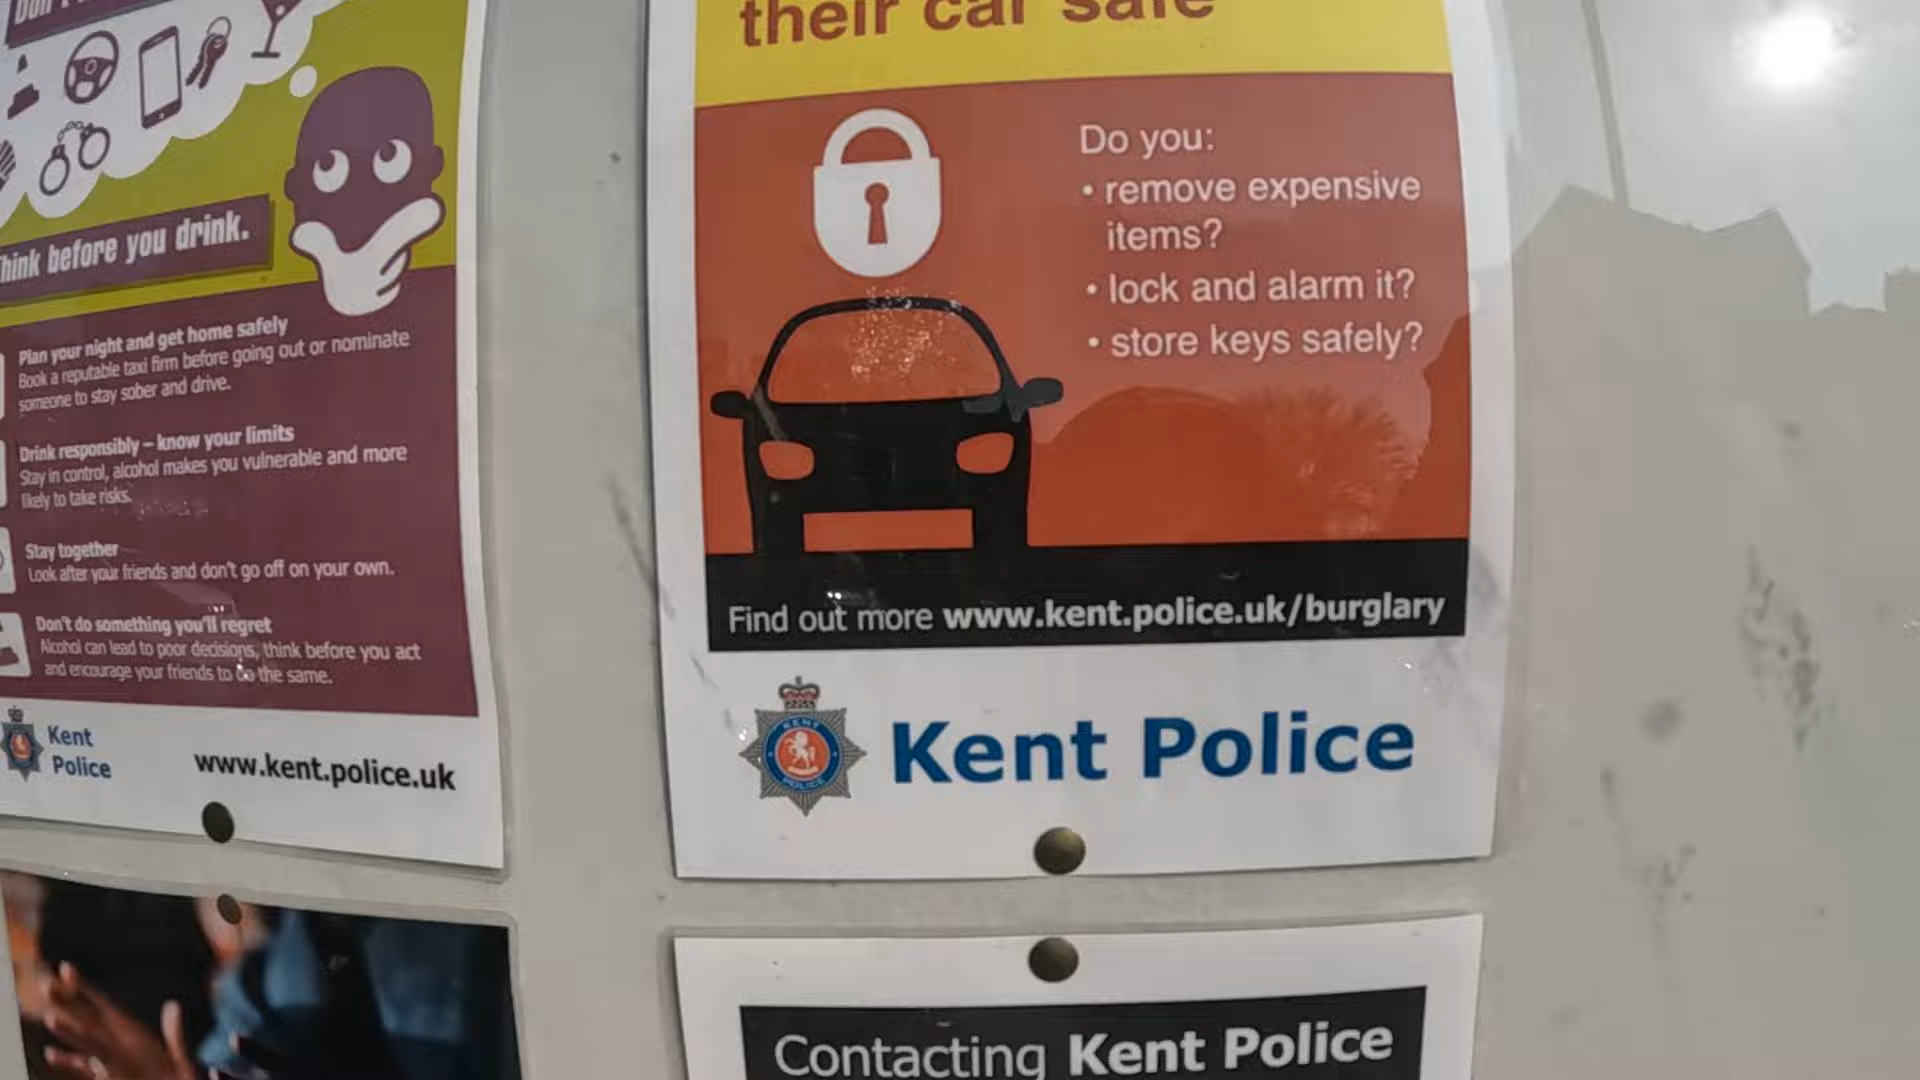 Think before you drink.
Plan your night and get home safely
Book a reputable taxi firm before going out or nominate
someone to stay sober and drive.
Drink responsibly – know your limits
Stay in control, alcohol makes you vulnerable and more
likely to take risks.
Stay together
Look after your friends and don't go off on your own.
Don't do something you'll regret
Alcohol can lead to poor decisions, think before you act
and encourage your friends to do the same.
Kent
Police
www.kent.police.uk
their car safe
Do you:
• remove expensive
items?
• lock and alarm it?
• store keys safely?
Find out more www.kent.police.uk/burglary
KENT
POLICE
Kent Police
Contacting Kent Police